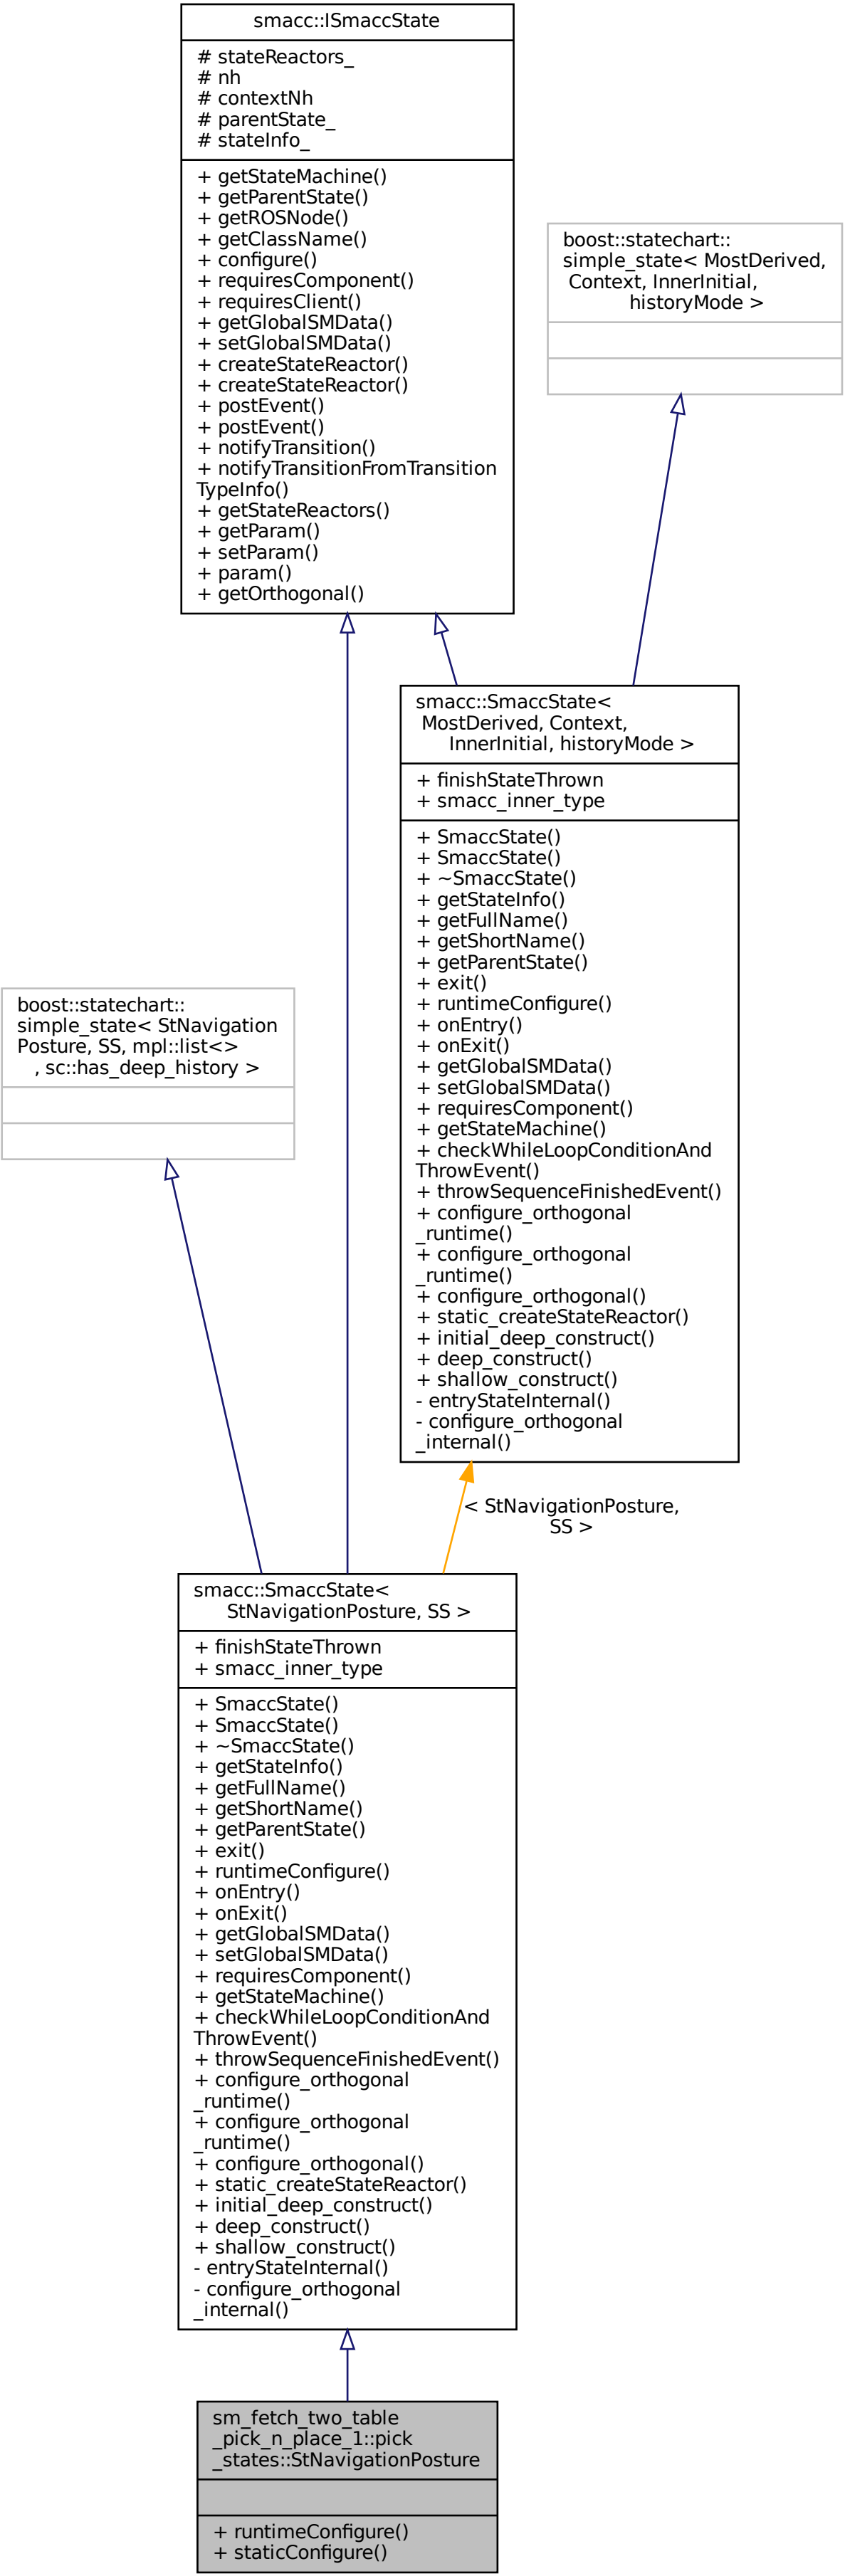 smacc::ISmaccState
# stateReactors_
# nh
# contextNh
# parentState_
# stateInfo_
+ getStateMachine()
+ getParentState()
+ getROSNode()
+ getClassName()
+ configure()
+ requiresComponent()
+ requiresClient()
+ getGlobalSMData()
+ setGlobalSMData()
+ createStateReactor()
+ createStateReactor()
+ postEvent()
+ postEvent()
+ notifyTransition()
+ notifyTransitionFromTransition
TypeInfo()
+ getStateReactors()
+ getParam()
+ setParam()
+ param()
+ getOrthogonal()
boost::statechart::
simple_state< MostDerived,
Context, InnerInitial,
historyMode >
smacc::SmaccState<
MostDerived, Context,
InnerInitial, historyMode >
+ finishStateThrown
+ smacc_inner_type
+ SmaccState()
+ SmaccState()
+ ~SmaccState()
+ getStateInfo()
+ getFullName()
+ getShortName()
+ getParentState()
+ exit()
+ runtimeConfigure()
+ onEntry()
+ onExit()
+ getGlobalSMData()
+ setGlobalSMData()
+ requiresComponent()
+ getStateMachine()
+ checkWhileLoopConditionAnd
ThrowEvent()
+ throwSequenceFinishedEvent()
+ configure_orthogonal
_runtime()
+ configure_orthogonal
_runtime()
+ configure_orthogonal()
+ static_createStateReactor()
+ initial_deep_construct()
+ deep_construct()
+ shallow_construct()
- entryStateInternal()
- configure_orthogonal
_internal()
boost::statechart::
simple_state< StNavigation
Posture, SS, mpl::list<>
, sc::has_deep_history >
< StNavigationPosture,
SS >
smacc::SmaccState<
StNavigationPosture, SS >
+ finishStateThrown
+ smacc_inner_type
+ SmaccState()
+ SmaccState()
+ ~SmaccState()
+ getStateInfo()
+ getFullName()
+ getShortName()
+ getParentState()
+ exit()
+ runtimeConfigure()
+ onEntry()
+ onExit()
+ getGlobalSMData()
+ setGlobalSMData()
+ requiresComponent()
+ getStateMachine()
+ checkWhileLoopConditionAnd
ThrowEvent()
+ throwSequenceFinishedEvent()
+ configure_orthogonal
_runtime()
+ configure_orthogonal
_runtime()
+ configure_orthogonal()
+ static_createStateReactor()
+ initial_deep_construct()
+ deep_construct()
+ shallow_construct()
- entryStateInternal()
- configure_orthogonal
_internal()
sm_fetch_two_table
_pick_n_place_1::pick
_states::StNavigationPosture
+ runtimeConfigure()
+ staticConfigure()